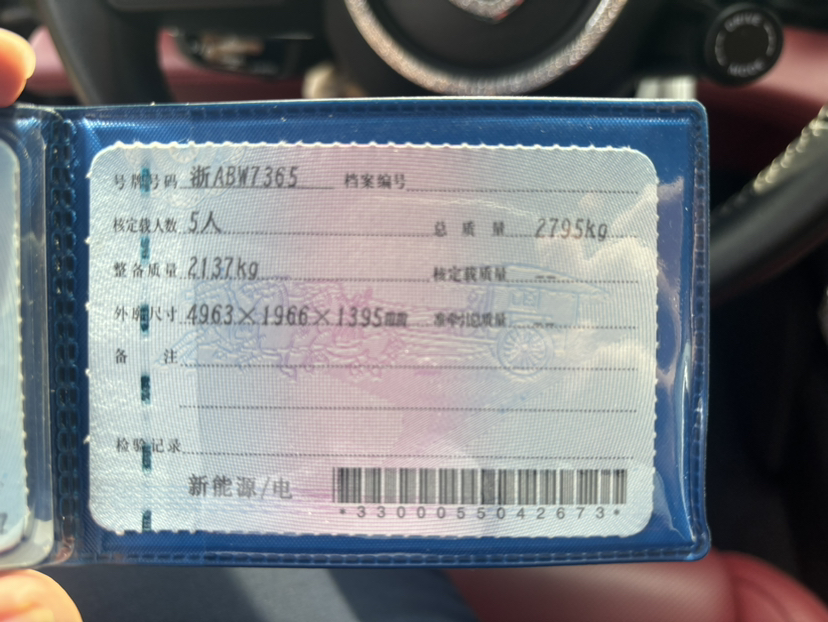 号牌号码 浙ABW7365 档案编号
核定载人数 5人 总质量 2795kg
整备质量 2137kg 核定载质量 --
外廓尺寸 4963×1966×1395mm 准牵引总质量 --
备注
检验记录
新能源/电
*3300055042673*
DRIVE
MODE